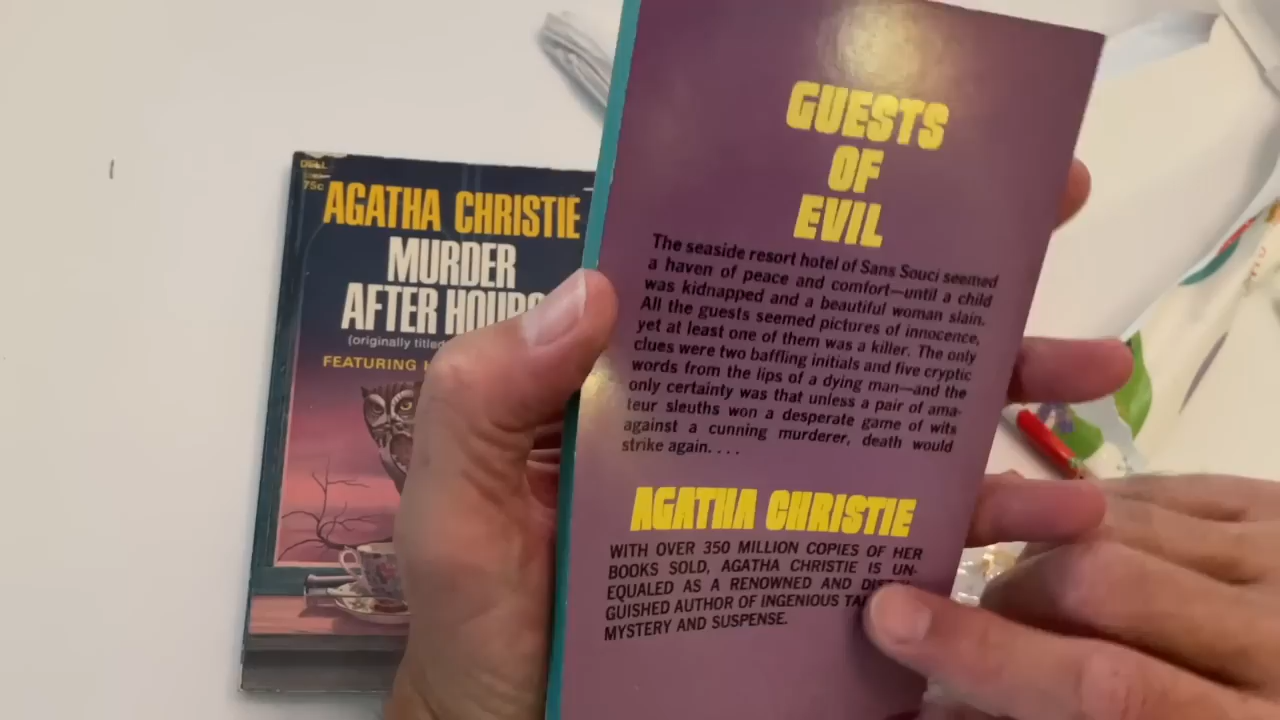 DELL
75c
AGATHA CHRISTIE
MURDER
AFTER HOURS
(originally titled
FEATURING
GUESTS
OF
EVIL
The seaside resort hotel of Sans Souci seemed
a haven of peace and comfort—until a child
was kidnapped and a beautiful woman slain.
All the guests seemed pictures of innocence,
yet at least one of them was a killer. The only
clues were two baffling initials and five cryptic
words from the lips of a dying man—and the
only certainty was that unless a pair of ama-
teur sleuths won a desperate game of wits
against a cunning murderer, death would
strike again. . . .
AGATHA CHRISTIE
WITH OVER 350 MILLION COPIES OF HER
BOOKS SOLD, AGATHA CHRISTIE IS UN-
EQUALED AS A RENOWNED AND DISTIN-
GUISHED AUTHOR OF INGENIOUS
MYSTERY AND SUSPENSE.